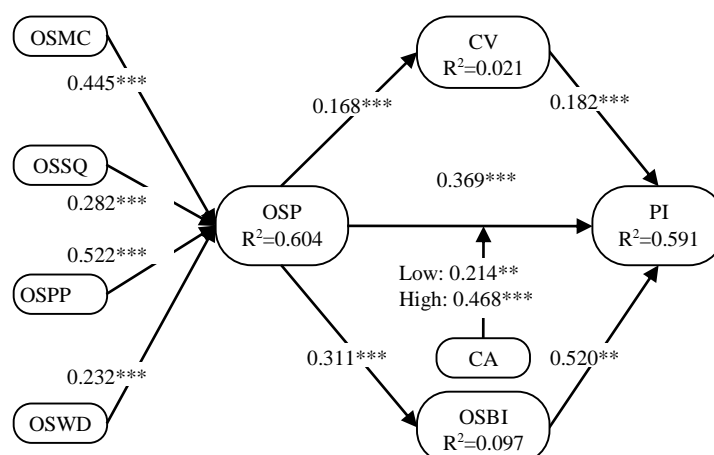 OSMC
0.445***
OSSQ
0.282***
0.522***
OSPP
0.232***
OSWD
OSP
R²=0.604
CV
R²=0.021
0.168***
0.182***
0.369***
PI
R²=0.591
Low: 0.214**
High: 0.468***
CA
0.311***
0.520**
OSBI
R²=0.097